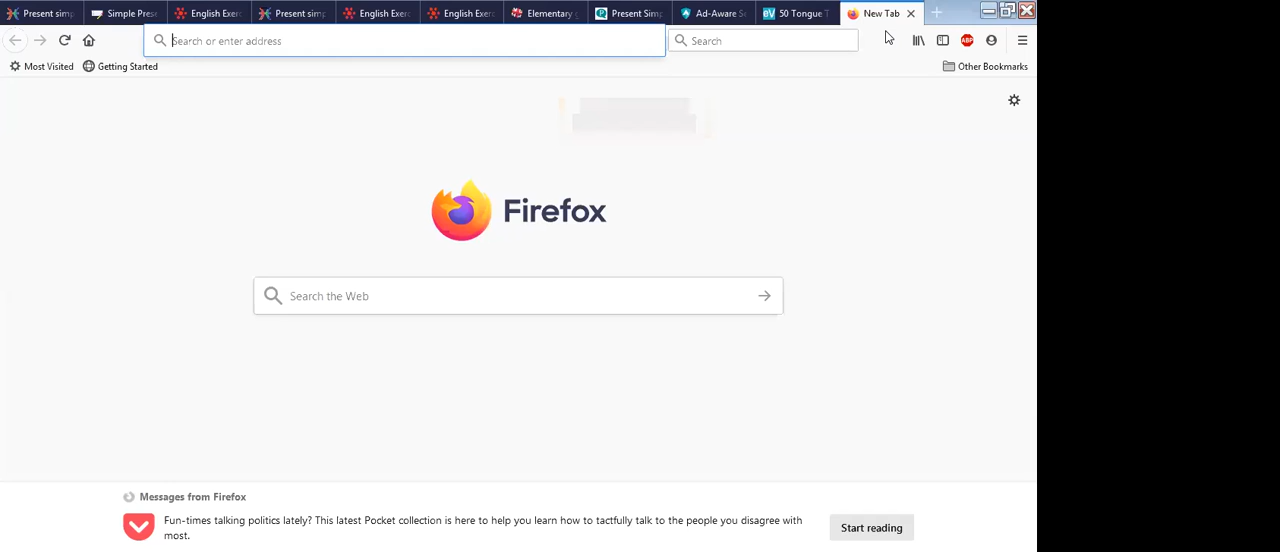 Present simp
Simple Prese
English Exerc
Present simp
English Exerc
English Exerc
Elementary g
Present Simp
Ad-Aware Se
eV 50 Tongue T
New Tab
Search or enter address
Search
ABP
Most Visited
Getting Started
Other Bookmarks
Firefox
Search the Web
Messages from Firefox
Fun-times talking politics lately? This latest Pocket collection is here to help you learn how to tactfully talk to the people you disagree with
most.
Start reading